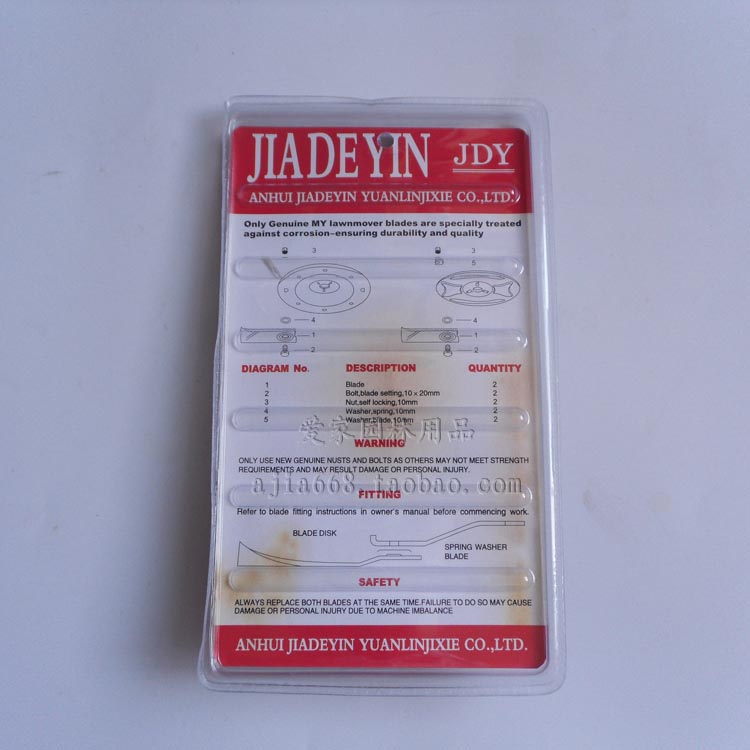 JIADEYIN JDY
ANHUI JIADEYIN YUANLINJIXIE CO.,LTD.
Only Genuine MY lawnmover blades are specially treated
against corrosion-ensuring durability and quality
3 3
5
4 4
1 1
2 2
DIAGRAM No. DESCRIPTION QUANTITY
1 Blade 2
2 Bolt,blade setting,10×20mm 2
3 Nut,self locking,10mm 2
4 Washer,spring,10mm 2
5 Washer,blade,10mm 2
爱家园林用品
WARNING
ONLY USE NEW GENUINE NUSTS AND BOLTS AS OTHERS MAY NOT MEET STRENGTH
REQUIREMENTS AND MAY RESULT DAMAGE OR PERSONAL INJURY.
ajia668.taobao.com
FITTING
Refer to blade fitting instructions in owner's manual before commencing work.
BLADE DISK
SPRING WASHER
BLADE
SAFETY
ALWAYS REPLACE BOTH BLADES AT THE SAME TIME.FAILURE TO DO SO MAY CAUSE
DAMAGE OR PERSONAL INJURY DUE TO MACHINE IMBALANCE
ANHUI JIADEYIN YUANLINJIXIE CO.,LTD.